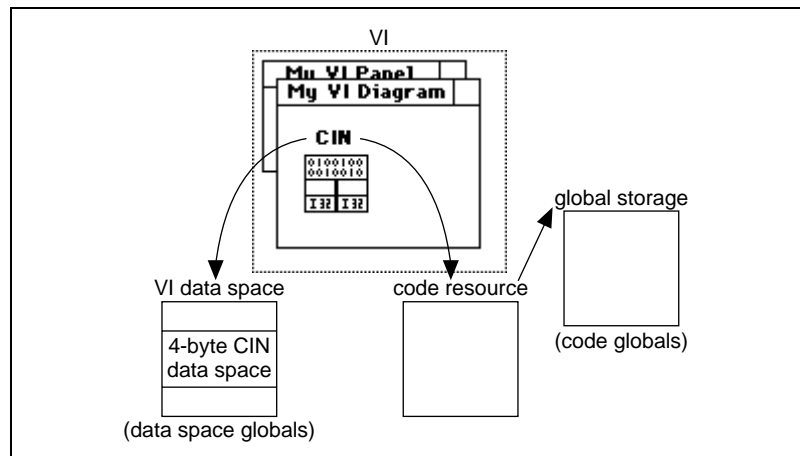 VI
My VI Panel
My VI Diagram
CIN
0100100
0010010
I32 I32
global storage
VI data space
code resource
4-byte CIN
data space
(code globals)
(data space globals)